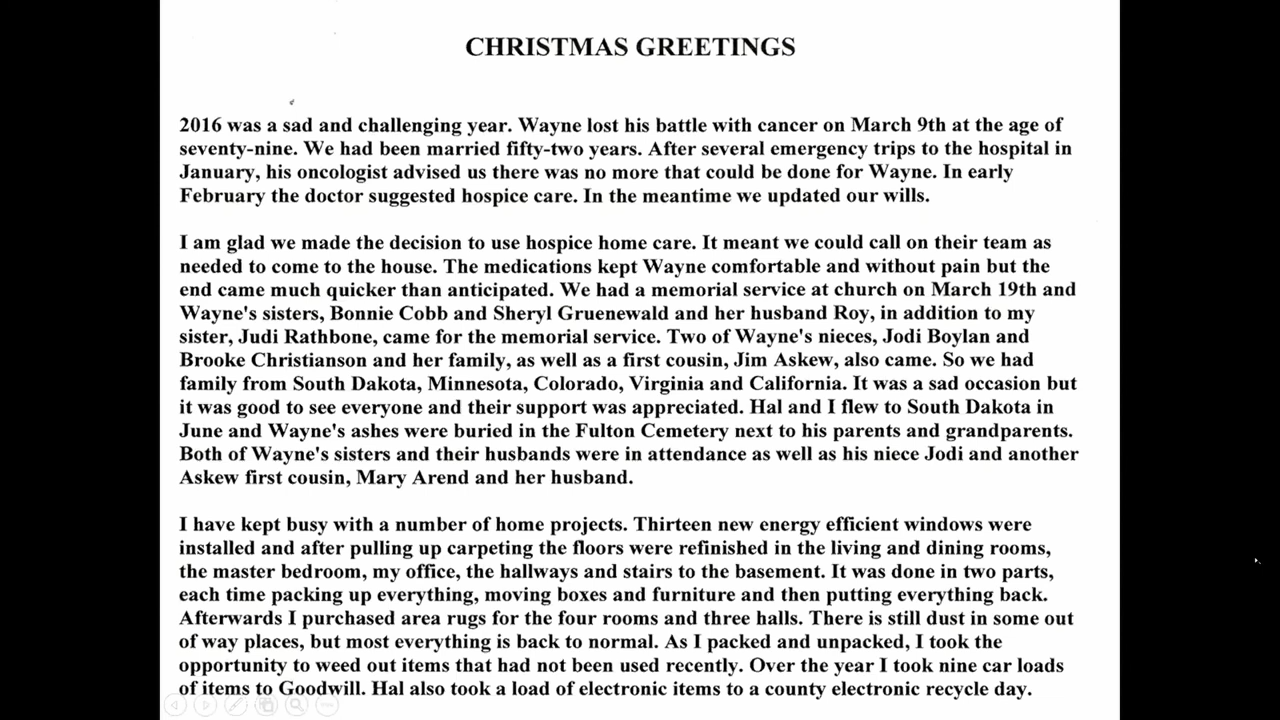 CHRISTMAS GREETINGS
2016 was a sad and challenging year. Wayne lost his battle with cancer on March 9th at the age of
seventy-nine. We had been married fifty-two years. After several emergency trips to the hospital in
January, his oncologist advised us there was no more that could be done for Wayne. In early
February the doctor suggested hospice care. In the meantime we updated our wills.
I am glad we made the decision to use hospice home care. It meant we could call on their team as
needed to come to the house. The medications kept Wayne comfortable and without pain but the
end came much quicker than anticipated. We had a memorial service at church on March 19th and
Wayne's sisters, Bonnie Cobb and Sheryl Gruenewald and her husband Roy, in addition to my
sister, Judi Rathbone, came for the memorial service. Two of Wayne's nieces, Jodi Boylan and
Brooke Christianson and her family, as well as a first cousin, Jim Askew, also came. So we had
family from South Dakota, Minnesota, Colorado, Virginia and California. It was a sad occasion but
it was good to see everyone and their support was appreciated. Hal and I flew to South Dakota in
June and Wayne's ashes were buried in the Fulton Cemetery next to his parents and grandparents.
Both of Wayne's sisters and their husbands were in attendance as well as his niece Jodi and another
Askew first cousin, Mary Arend and her husband.
I have kept busy with a number of home projects. Thirteen new energy efficient windows were
installed and after pulling up carpeting the floors were refinished in the living and dining rooms,
the master bedroom, my office, the hallways and stairs to the basement. It was done in two parts,
each time packing up everything, moving boxes and furniture and then putting everything back.
Afterwards I purchased area rugs for the four rooms and three halls. There is still dust in some out
of way places, but most everything is back to normal. As I packed and unpacked, I took the
opportunity to weed out items that had not been used recently. Over the year I took nine car loads
of items to Goodwill. Hal also took a load of electronic items to a county electronic recycle day.